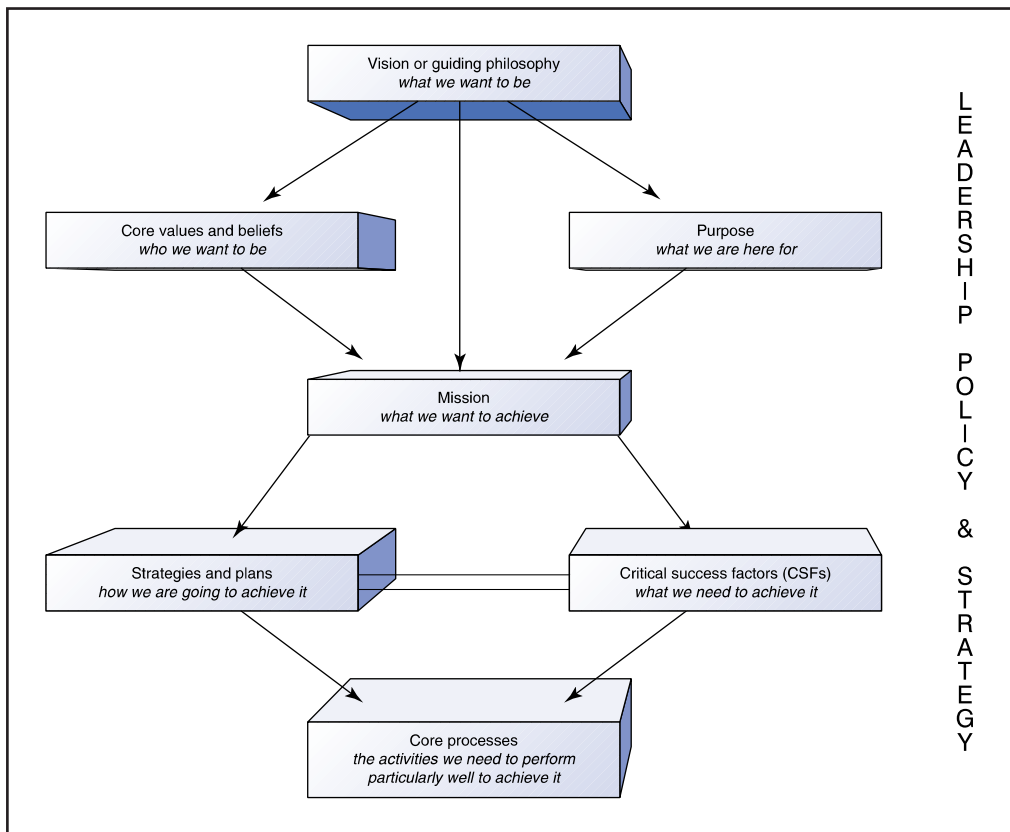 Vision or guiding philosophy
what we want to be
Core values and beliefs
who we want to be
Purpose
what we are here for
Mission
what we want to achieve
Strategies and plans
how we are going to achieve it
Critical success factors (CSFs)
what we need to achieve it
Core processes
the activities we need to perform
particularly well to achieve it
LEADERSHIP POLICY & STRATEGY